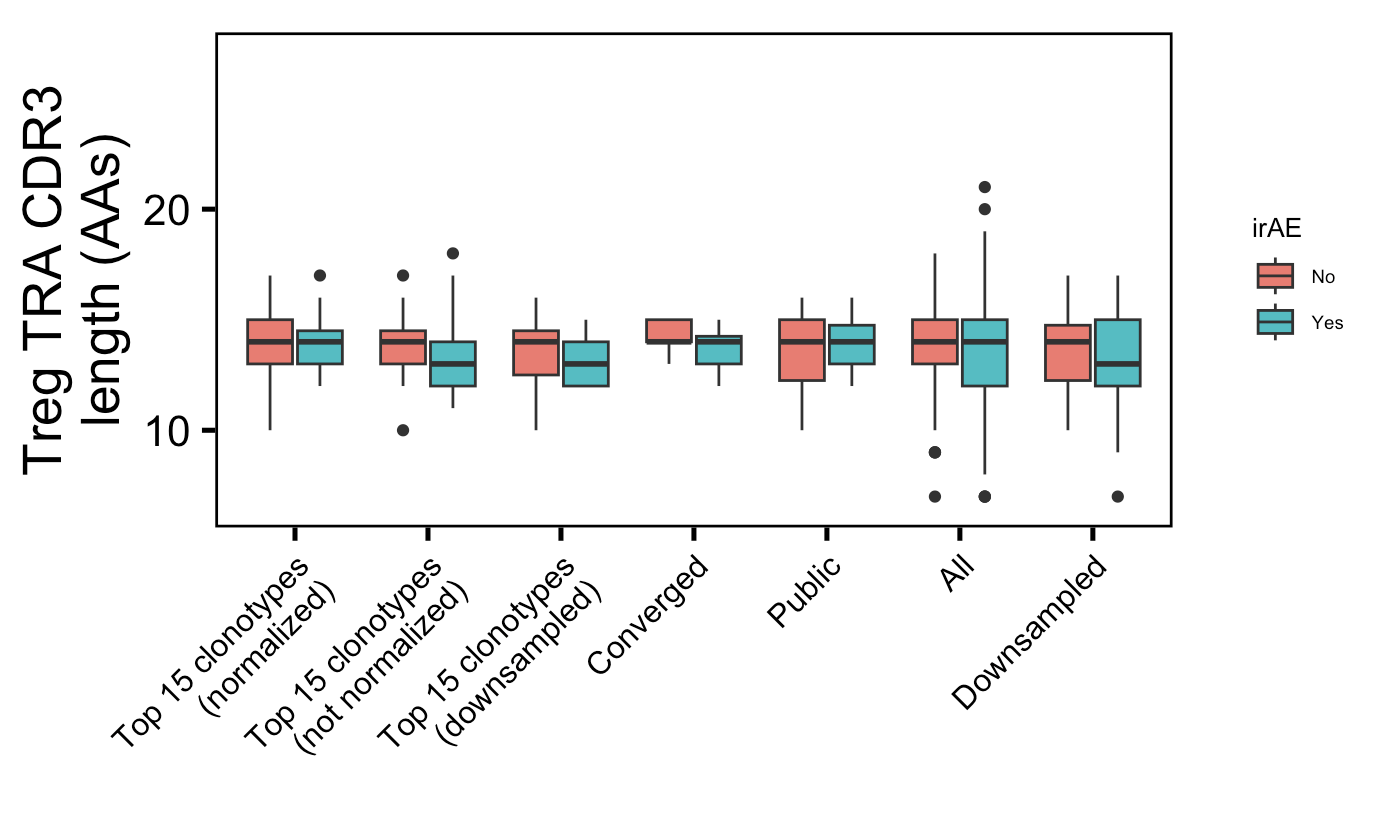 Treg TRA CDR3
length (AAs)
20
10
Top 15 clonotypes
(normalized)
Top 15 clonotypes
(not normalized)
Top 15 clonotypes
(downsampled)
Converged
Public
All
Downsampled
irAE
No
Yes